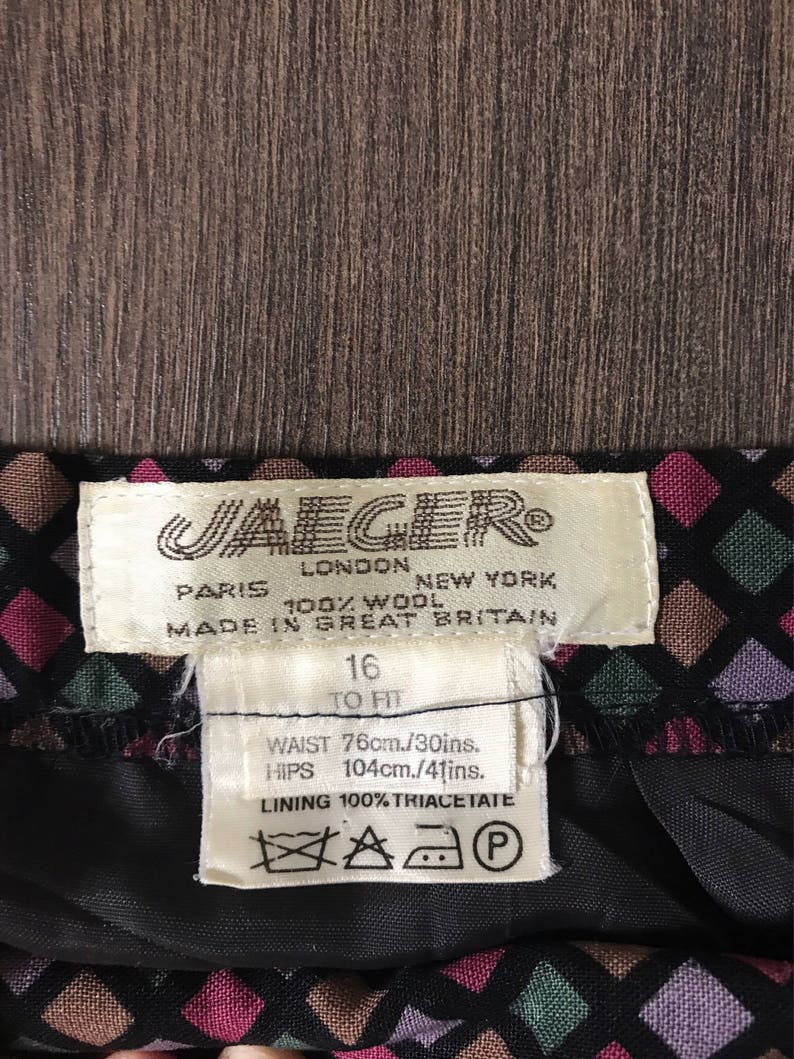 JAEGER®
LONDON
PARIS NEW YORK
100% WOOL
MADE IN GREAT BRITAIN
16
TO FIT
WAIST 76cm./30ins.
HIPS 104cm./41ins.
LINING 100% TRIACETATE
P